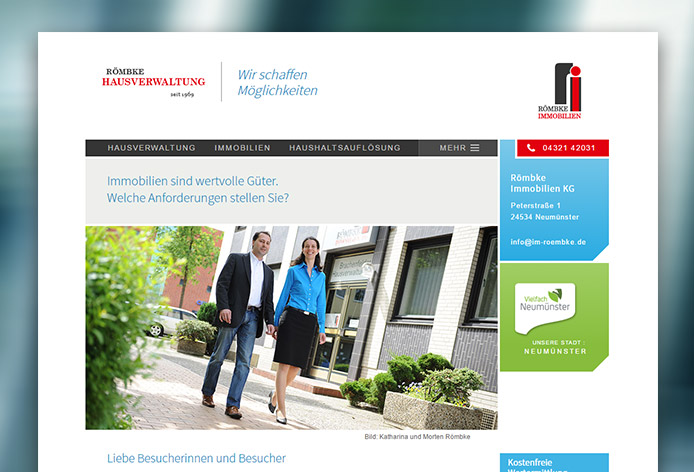 RÖMBKE
HAUSVERWALTUNG
seit 1969
Wir schaffen
Möglichkeiten
RÖMBKE
IMMOBILIEN
HAUSVERWALTUNG IMMOBILIEN HAUSHALTSAUFLÖSUNG MEHR
04321 42031
Immobilien sind wertvolle Güter.
Welche Anforderungen stellen Sie?
Römbke
Immobilien KG
Peterstraße 1
24534 Neumünster
info@im-roembke.de
Vielfach
Neumünster
UNSERE STADT
NEUMÜNSTER
Bild: Katharina und Morten Römbke
Liebe Besucherinnen und Besucher
Kostenfreie
Wertermittlung